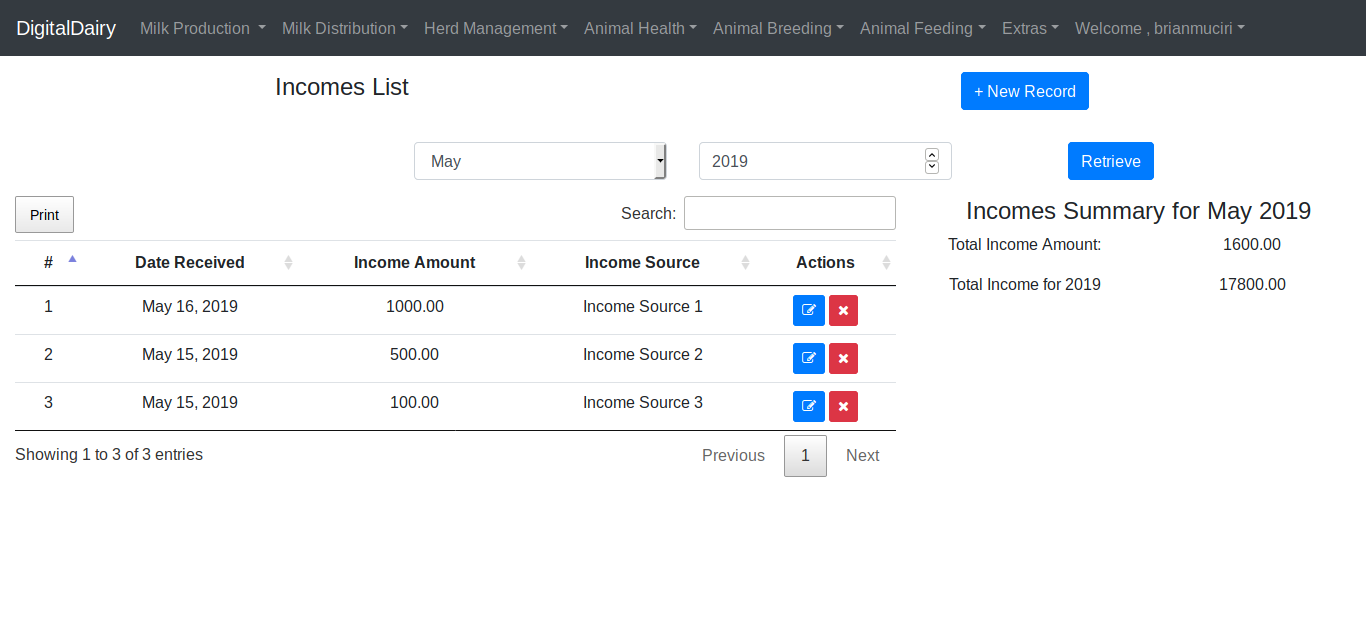 DigitalDairy Milk Production Milk Distribution Herd Management Animal Health Animal Breeding Animal Feeding Extras Welcome , brianmuciri
Incomes List
+ New Record
May 2019 Retrieve
Print Search:
# Date Received Income Amount Income Source Actions
1 May 16, 2019 1000.00 Income Source 1
2 May 15, 2019 500.00 Income Source 2
3 May 15, 2019 100.00 Income Source 3
Showing 1 to 3 of 3 entries
Previous 1 Next
Incomes Summary for May 2019
Total Income Amount: 1600.00
Total Income for 2019 17800.00